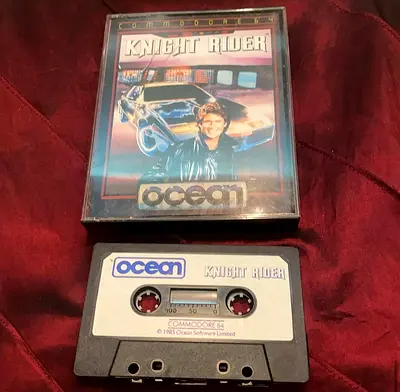 COMMODORE 64
KNIGHT RIDER
ocean
ocean
KNIGHT RIDER
100 50 0
COMMODORE 64
© 1985 Ocean Software Limited